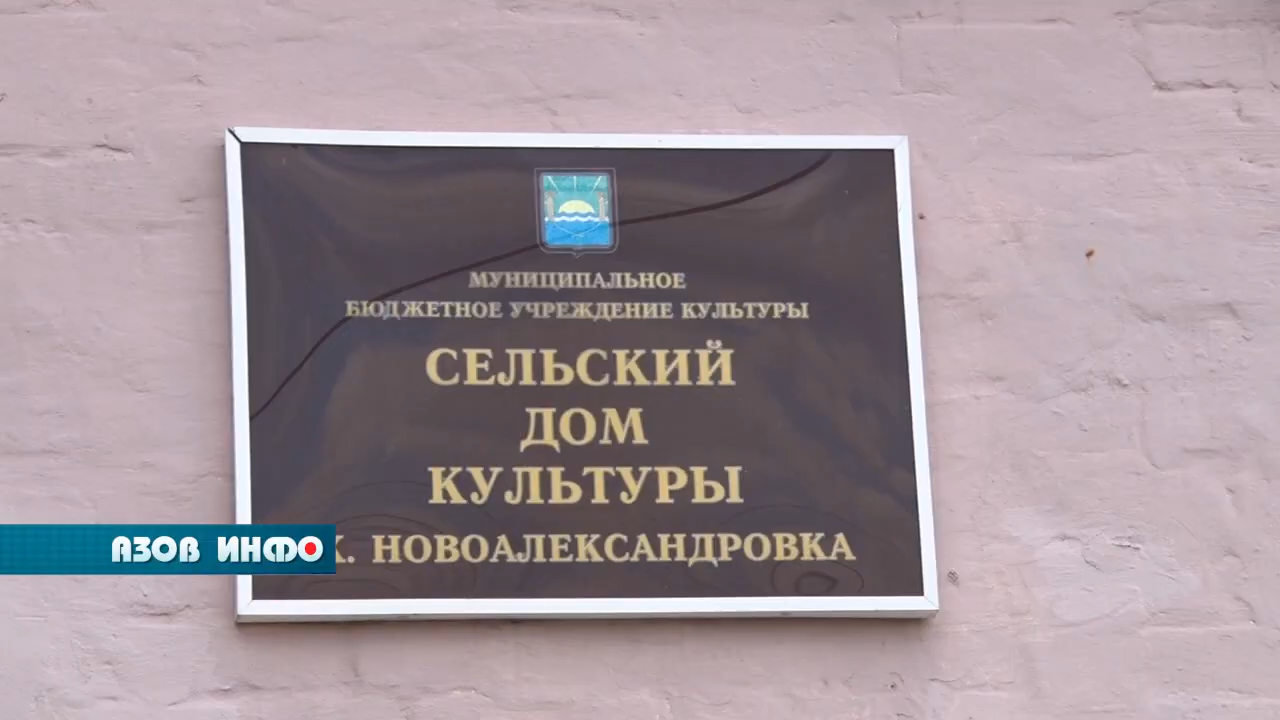 МУНИЦИПАЛЬНОЕ
БЮДЖЕТНОЕ УЧРЕЖДЕНИЕ КУЛЬТУРЫ
СЕЛЬСКИЙ
ДОМ
КУЛЬТУРЫ
Х. НОВОАЛЕКСАНДРОВКА
АЗОВ ИНФО